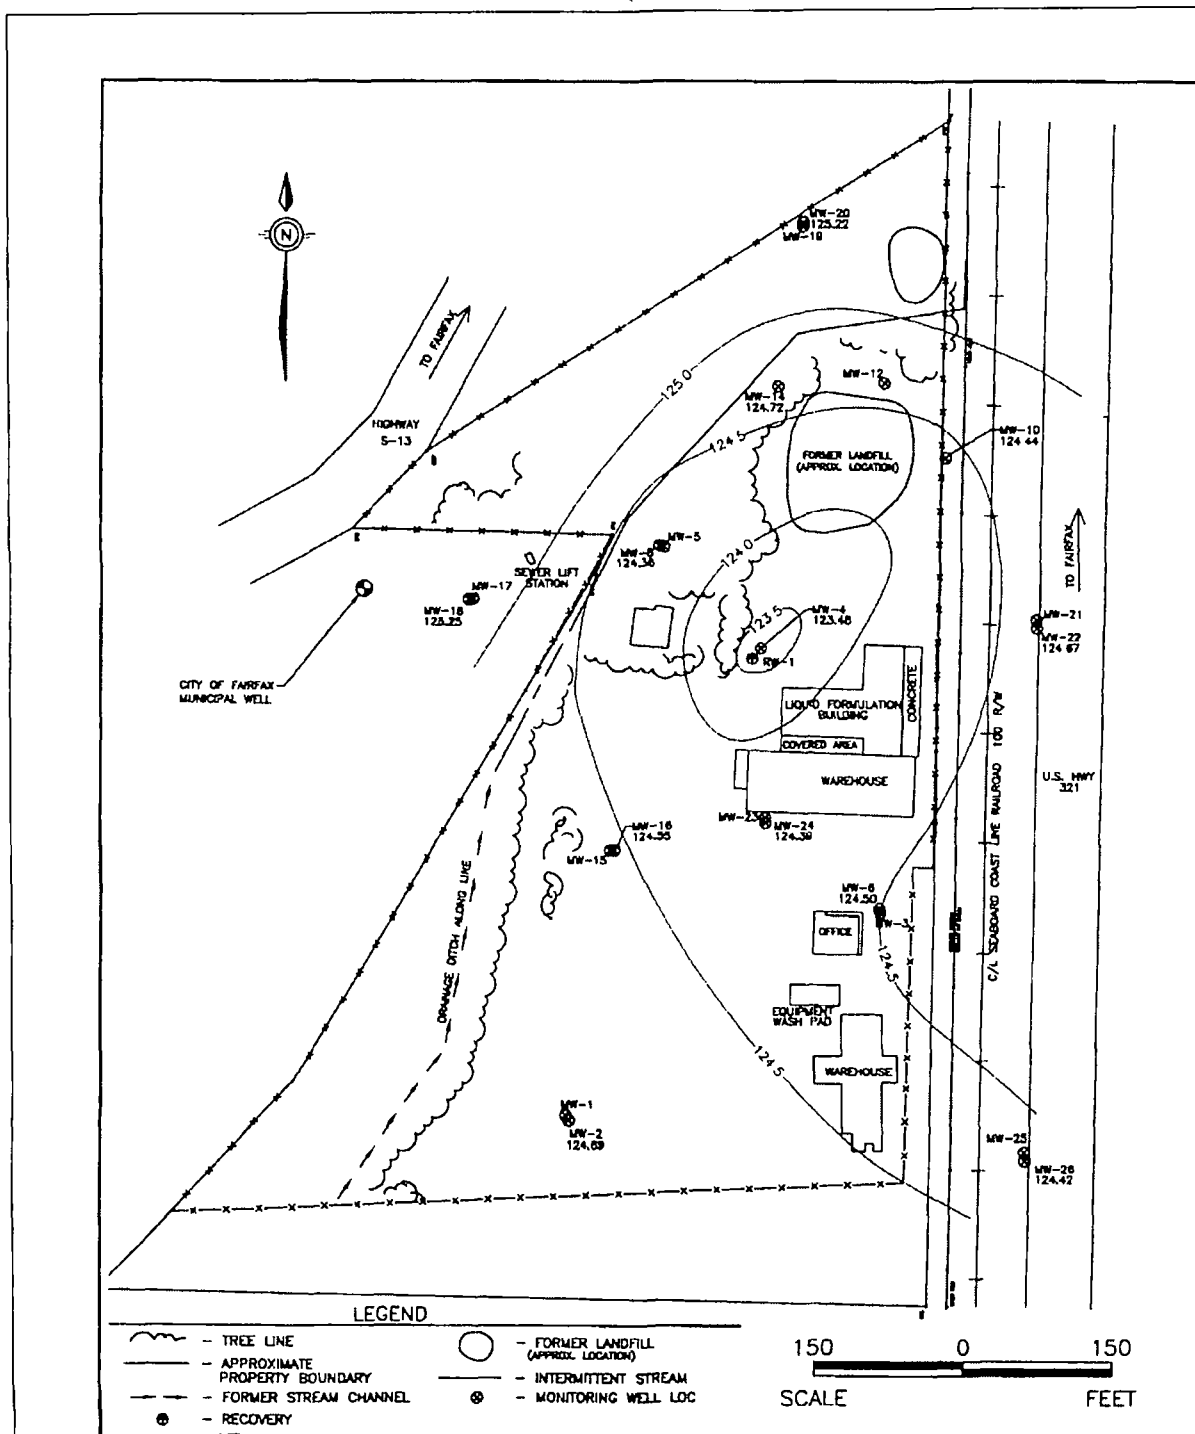 MW-20
125.22
MW-19
N
TO FAIRFAX
125.0
MW-12
MW-14
124.72
HIGHWAY
S-13
124.5
MW-10
124.44
FORMER LANDFILL
(APPROX. LOCATION)
124.0
TO FAIRFAX
MW-5
124.36
SEWER LIFT
STATION
MW-17
MW-18
125.25
123.5
MW-4
123.48
RW-1
MW-21
MW-22
124.67
CITY OF FAIRFAX
MUNICIPAL WELL
LIQUID FORMULATION
BUILDING
CONCRETE
COVERED AREA
WAREHOUSE
C/L SEABOARD COAST LINE RAILROAD 100 R/W
U.S. HWY
321
MW-23
MW-24
124.39
MW-16
124.55
MW-15
DRAINAGE DITCH ALONG LINE
MW-6
124.50
MW-3
OFFICE
124.5
EQUIPMENT
WASH PAD
124.5
WAREHOUSE
MW-1
MW-2
124.69
MW-25
MW-26
124.42
LEGEND
- TREE LINE
- APPROXIMATE
PROPERTY BOUNDARY
- FORMER STREAM CHANNEL
- RECOVERY
- FORMER LANDFILL
(APPROX. LOCATION)
- INTERMITTENT STREAM
- MONITORING WELL LOC
150 0 150
SCALE FEET